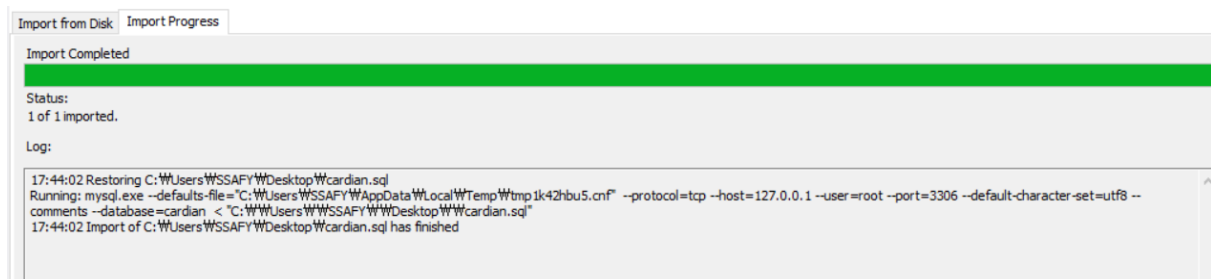 Import from Disk Import Progress
Import Completed
Status:
1 of 1 imported.
Log:
17:44:02 Restoring C:₩Users₩SSAFY₩Desktop₩cardian.sql
Running: mysql.exe --defaults-file="C:₩Users₩SSAFY₩AppData₩Local₩Temp₩tmp1k42hbu5.cnf"  --protocol=tcp --host=127.0.0.1 --user=root --port=3306 --default-character-set=utf8 --
comments --database=cardian  < "C:₩₩Users₩₩SSAFY₩₩Desktop₩₩cardian.sql"
17:44:02 Import of C:₩Users₩SSAFY₩Desktop₩cardian.sql has finished